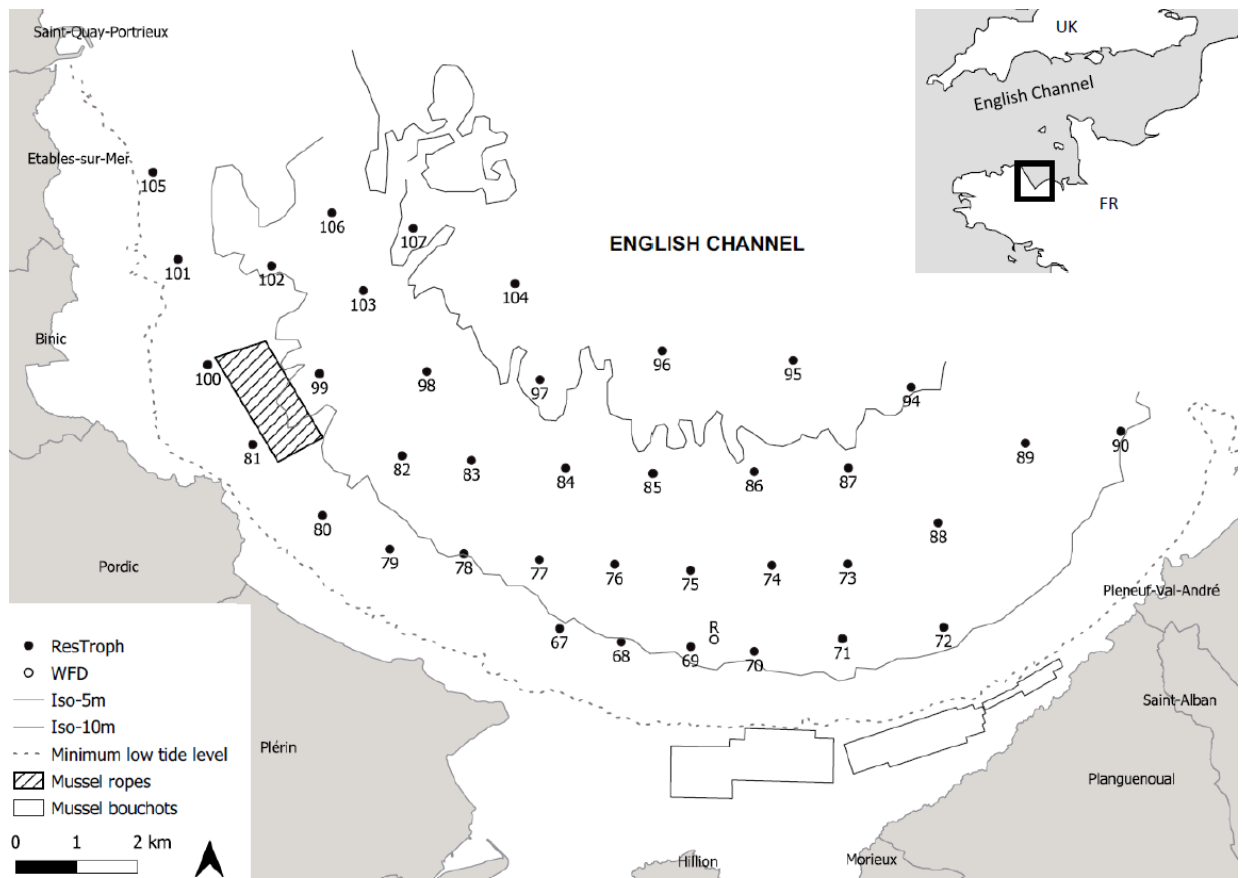 Saint-Quay-Portrieux
UK
English Channel
FR
Etables-sur-Mer
105
106
107
ENGLISH CHANNEL
101
102
103
104
Binic
100
99
98
97
96
95
94
81
82
83
84
85
86
87
89
90
80
79
78
77
76
75
74
73
88
Pordic
Pleneuf-Val-André
67
68
69
R
70
71
72
ResTroph
WFD
Iso-5m
Iso-10m
Minimum low tide level
Mussel ropes
Mussel bouchots
0 1 2 km
Plérin
Saint-Alban
Planguenoual
Hillion
Morieux